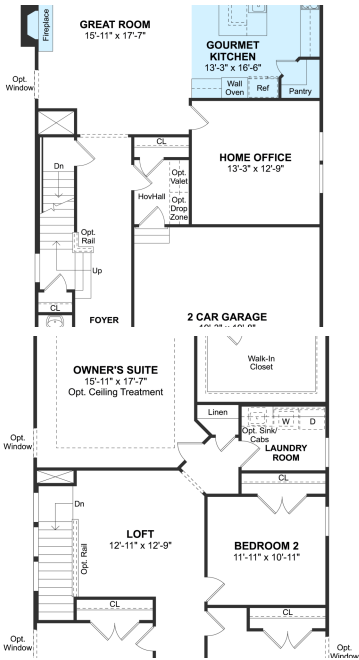 Fireplace
GREAT ROOM
15'-11" x 17'-7"
GOURMET
KITCHEN
13'-3" x 16'-6"
Opt.
Window
Wall
Oven
Ref
Pantry
CL
HOME OFFICE
13'-3" x 12'-9"
Dn
Opt.
Valet
HovHall
Opt.
Drop
Zone
Opt.
Rail
Up
CL
FOYER
2 CAR GARAGE
OWNER'S SUITE
15'-11" x 17'-7"
Opt. Ceiling Treatment
Walk-In
Closet
Linen
Opt. Sink/
Cabs
W
D
LAUNDRY
ROOM
Opt.
Window
CL
Dn
LOFT
12'-11" x 12'-9"
Opt. Rail
BEDROOM 2
11'-11" x 10'-11"
CL
CL
Opt.
Window
Opt.
Window